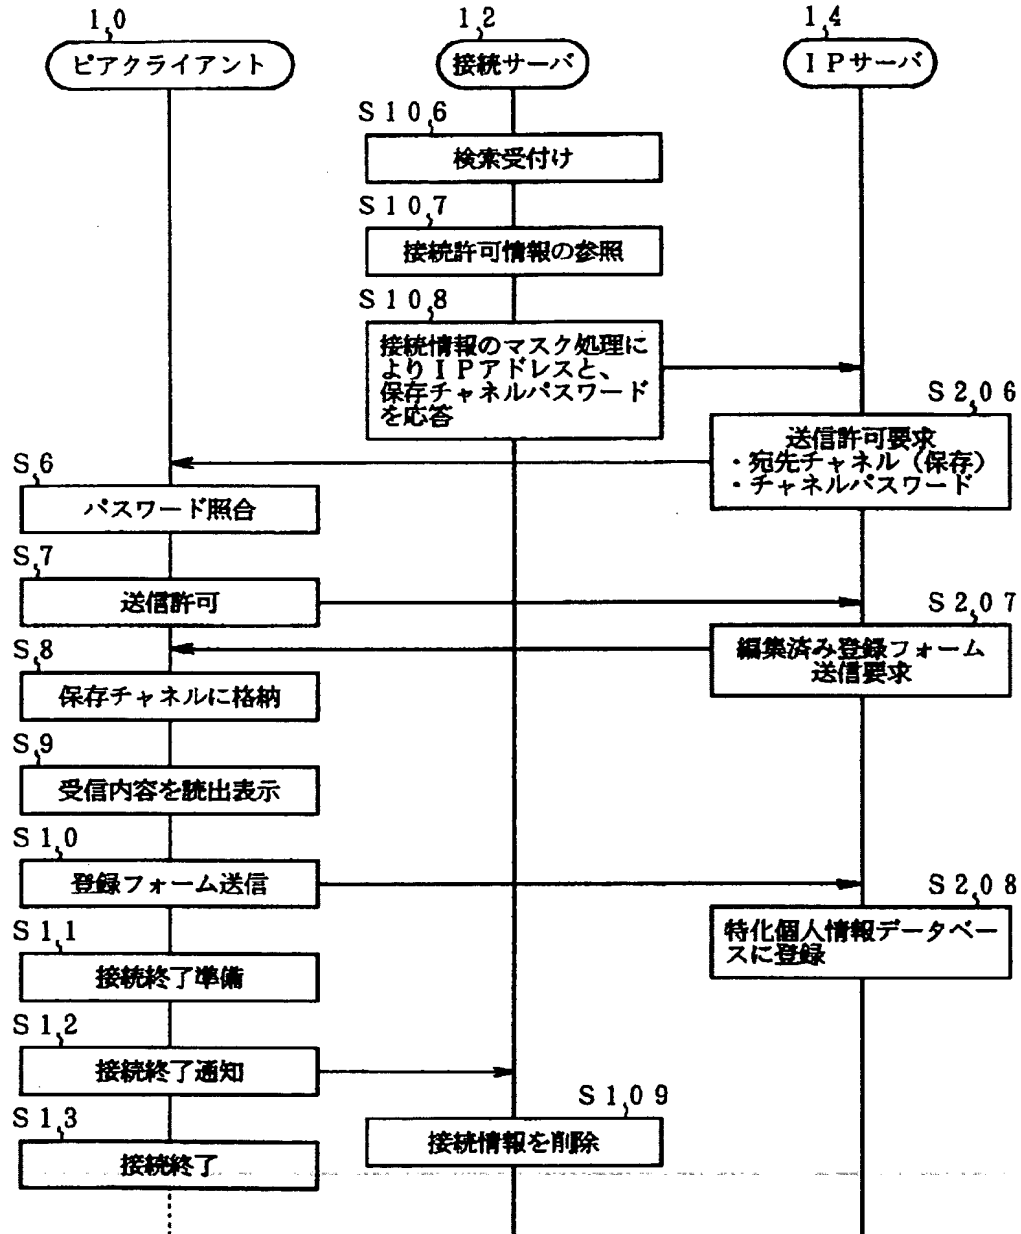 10
12
14
ピアクライアント
接続サーバ
IPサーバ
S106
検索受付け
S107
接続許可情報の参照
S108
接続情報のマスク処理に
よりIPアドレスと、
保存チャネルパスワード
を応答
S206
送信許可要求
・宛先チャネル(保存)
・チャネルパスワード
S6
パスワード照合
S7
送信許可
S207
編集済み登録フォーム
送信要求
S8
保存チャネルに格納
S9
受信内容を読出表示
S10
登録フォーム送信
S208
特化個人情報データベー
スに登録
S11
接続終了準備
S12
接続終了通知
S109
接続情報を削除
S13
接続終了